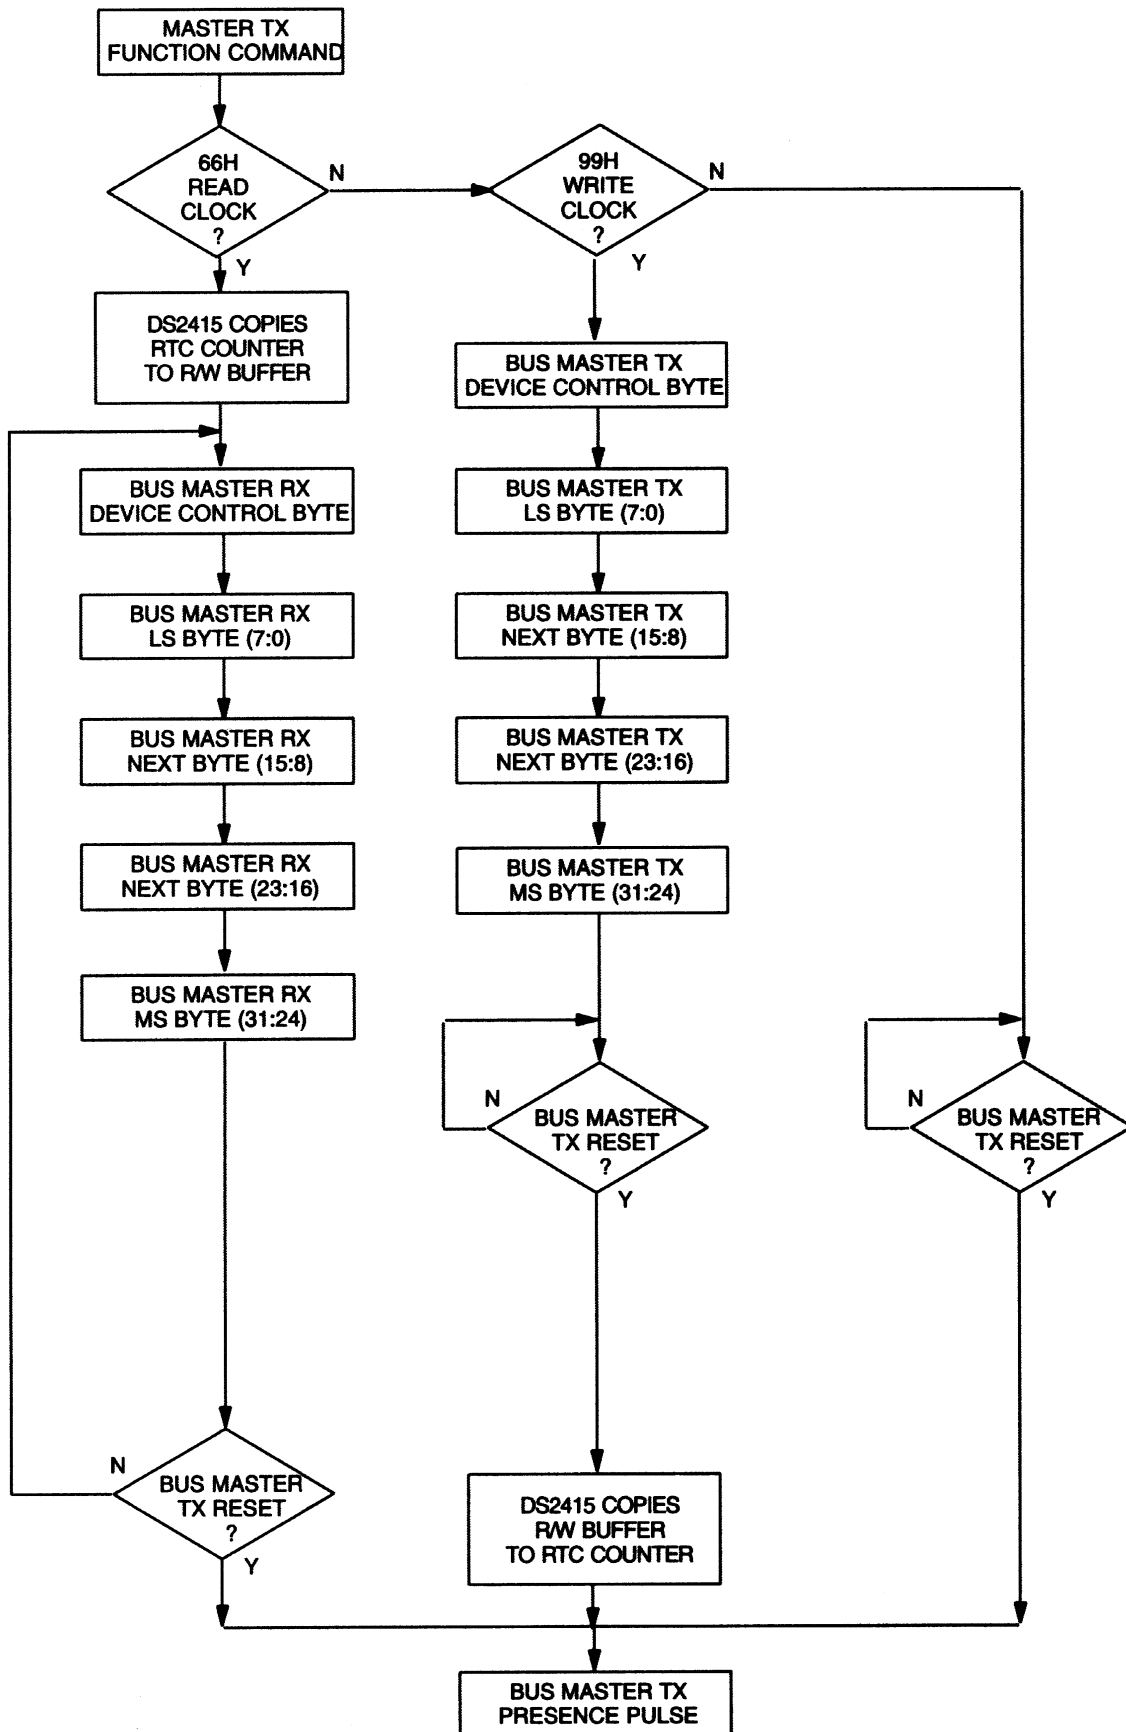 MASTER TX
FUNCTION COMMAND
66H
READ
CLOCK
?
N
Y
99H
WRITE
CLOCK
?
N
Y
DS2415 COPIES
RTC COUNTER
TO R/W BUFFER
BUS MASTER RX
DEVICE CONTROL BYTE
BUS MASTER RX
LS BYTE (7:0)
BUS MASTER RX
NEXT BYTE (15:8)
BUS MASTER RX
NEXT BYTE (23:16)
BUS MASTER RX
MS BYTE (31:24)
N
BUS MASTER
TX RESET
?
Y
BUS MASTER TX
DEVICE CONTROL BYTE
BUS MASTER TX
LS BYTE (7:0)
BUS MASTER TX
NEXT BYTE (15:8)
BUS MASTER TX
NEXT BYTE (23:16)
BUS MASTER TX
MS BYTE (31:24)
N
BUS MASTER
TX RESET
?
Y
DS2415 COPIES
R/W BUFFER
TO RTC COUNTER
N
BUS MASTER
TX RESET
?
Y
BUS MASTER TX
PRESENCE PULSE